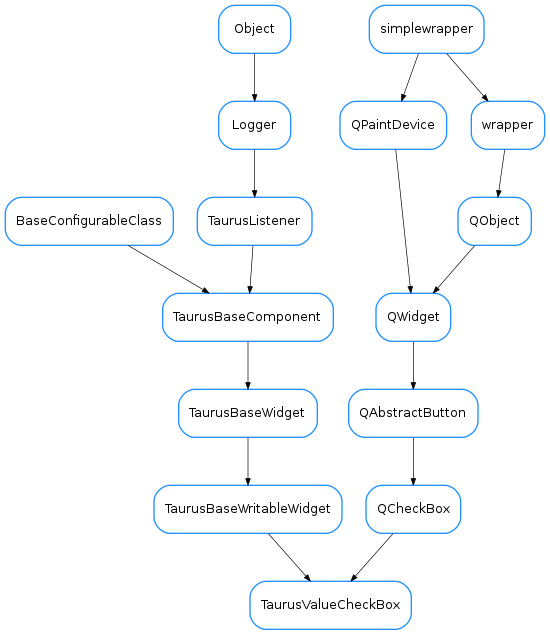 Object
simplewrapper
Logger
QPaintDevice
wrapper
BaseConfigurableClass
TaurusListener
QObject
TaurusBaseComponent
QWidget
TaurusBaseWidget
QAbstractButton
TaurusBaseWritableWidget
QCheckBox
TaurusValueCheckBox